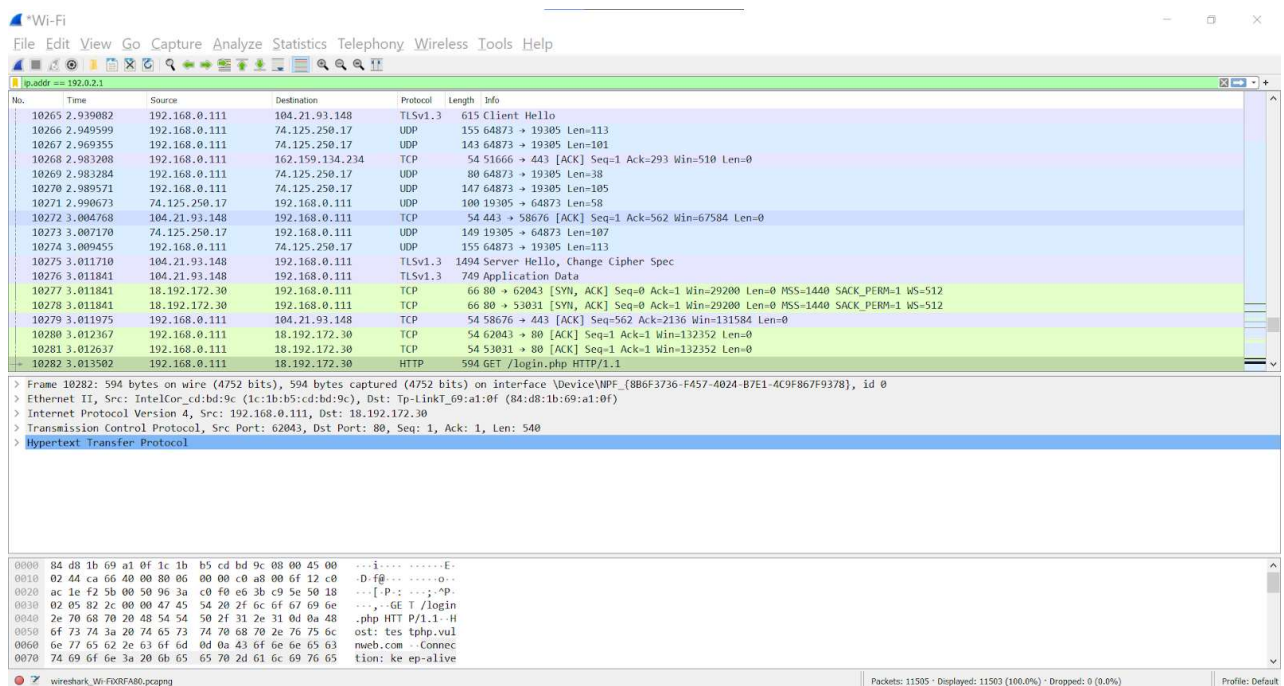 *Wi-Fi
File Edit View Go Capture Analyze Statistics Telephony Wireless Tools Help
ip.addr == 192.0.2.1
No. Time Source Destination Protocol Length Info
10265 2.939082 192.168.0.111 104.21.93.148 TLSv1.3 615 Client Hello
10266 2.949599 192.168.0.111 74.125.250.17 UDP 155 64873 → 19305 Len=113
10267 2.969355 192.168.0.111 74.125.250.17 UDP 143 64873 → 19305 Len=101
10268 2.983208 192.168.0.111 162.159.134.234 TCP 54 51666 → 443 [ACK] Seq=1 Ack=293 Win=510 Len=0
10269 2.983284 192.168.0.111 74.125.250.17 UDP 80 64873 → 19305 Len=38
10270 2.989571 192.168.0.111 74.125.250.17 UDP 147 64873 → 19305 Len=105
10271 2.990673 74.125.250.17 192.168.0.111 UDP 100 19305 → 64873 Len=58
10272 3.004768 104.21.93.148 192.168.0.111 TCP 54 443 → 58676 [ACK] Seq=1 Ack=562 Win=67584 Len=0
10273 3.007170 74.125.250.17 192.168.0.111 UDP 149 19305 → 64873 Len=107
10274 3.009455 192.168.0.111 74.125.250.17 UDP 155 64873 → 19305 Len=113
10275 3.011710 104.21.93.148 192.168.0.111 TLSv1.3 1494 Server Hello, Change Cipher Spec
10276 3.011841 104.21.93.148 192.168.0.111 TLSv1.3 749 Application Data
10277 3.011841 18.192.172.30 192.168.0.111 TCP 66 80 → 62043 [SYN, ACK] Seq=0 Ack=1 Win=29200 Len=0 MSS=1440 SACK_PERM=1 WS=512
10278 3.011841 18.192.172.30 192.168.0.111 TCP 66 80 → 53031 [SYN, ACK] Seq=0 Ack=1 Win=29200 Len=0 MSS=1440 SACK_PERM=1 WS=512
10279 3.011975 192.168.0.111 104.21.93.148 TCP 54 58676 → 443 [ACK] Seq=562 Ack=2136 Win=131584 Len=0
10280 3.012367 192.168.0.111 18.192.172.30 TCP 54 62043 → 80 [ACK] Seq=1 Ack=1 Win=132352 Len=0
10281 3.012637 192.168.0.111 18.192.172.30 TCP 54 53031 → 80 [ACK] Seq=1 Ack=1 Win=132352 Len=0
10282 3.013502 192.168.0.111 18.192.172.30 HTTP 594 GET /login.php HTTP/1.1
> Frame 10282: 594 bytes on wire (4752 bits), 594 bytes captured (4752 bits) on interface \Device\NPF_{8B6F3736-F457-4024-B7E1-4C9F867F9378}, id 0
> Ethernet II, Src: IntelCor_cd:bd:9c (1c:1b:b5:cd:bd:9c), Dst: Tp-LinkT_69:a1:0f (84:d8:1b:69:a1:0f)
> Internet Protocol Version 4, Src: 192.168.0.111, Dst: 18.192.172.30
> Transmission Control Protocol, Src Port: 62043, Dst Port: 80, Seq: 1, Ack: 1, Len: 540
> Hypertext Transfer Protocol
0000 84 d8 1b 69 a1 0f 1c 1b b5 cd bd 9c 08 00 45 00 ···i···· ······E·
0010 02 44 ca 66 40 00 80 06 00 00 c0 a8 00 6f 12 c0 ·D·f@··· ·····o··
0020 ac 1e f2 5b 00 50 96 3a c0 f0 e6 3b c9 5e 50 18 ···[·P·: ···;·^P·
0030 02 05 82 2c 00 00 47 45 54 20 2f 6c 6f 67 69 6e ···,··GE T /login
0040 2e 70 68 70 20 48 54 54 50 2f 31 2e 31 0d 0a 48 .php HTT P/1.1··H
0050 6f 73 74 3a 20 74 65 73 74 70 68 70 2e 76 75 6c ost: tes tphp.vul
0060 6e 77 65 62 2e 63 6f 6d 0d 0a 43 6f 6e 6e 65 63 nweb.com ··Connec
0070 74 69 6f 6e 3a 20 6b 65 65 70 2d 61 6c 69 76 65 tion: ke ep-alive
wireshark_Wi-FiXRFA80.pcapng Packets: 11505 · Displayed: 11503 (100.0%) · Dropped: 0 (0.0%) Profile: Default